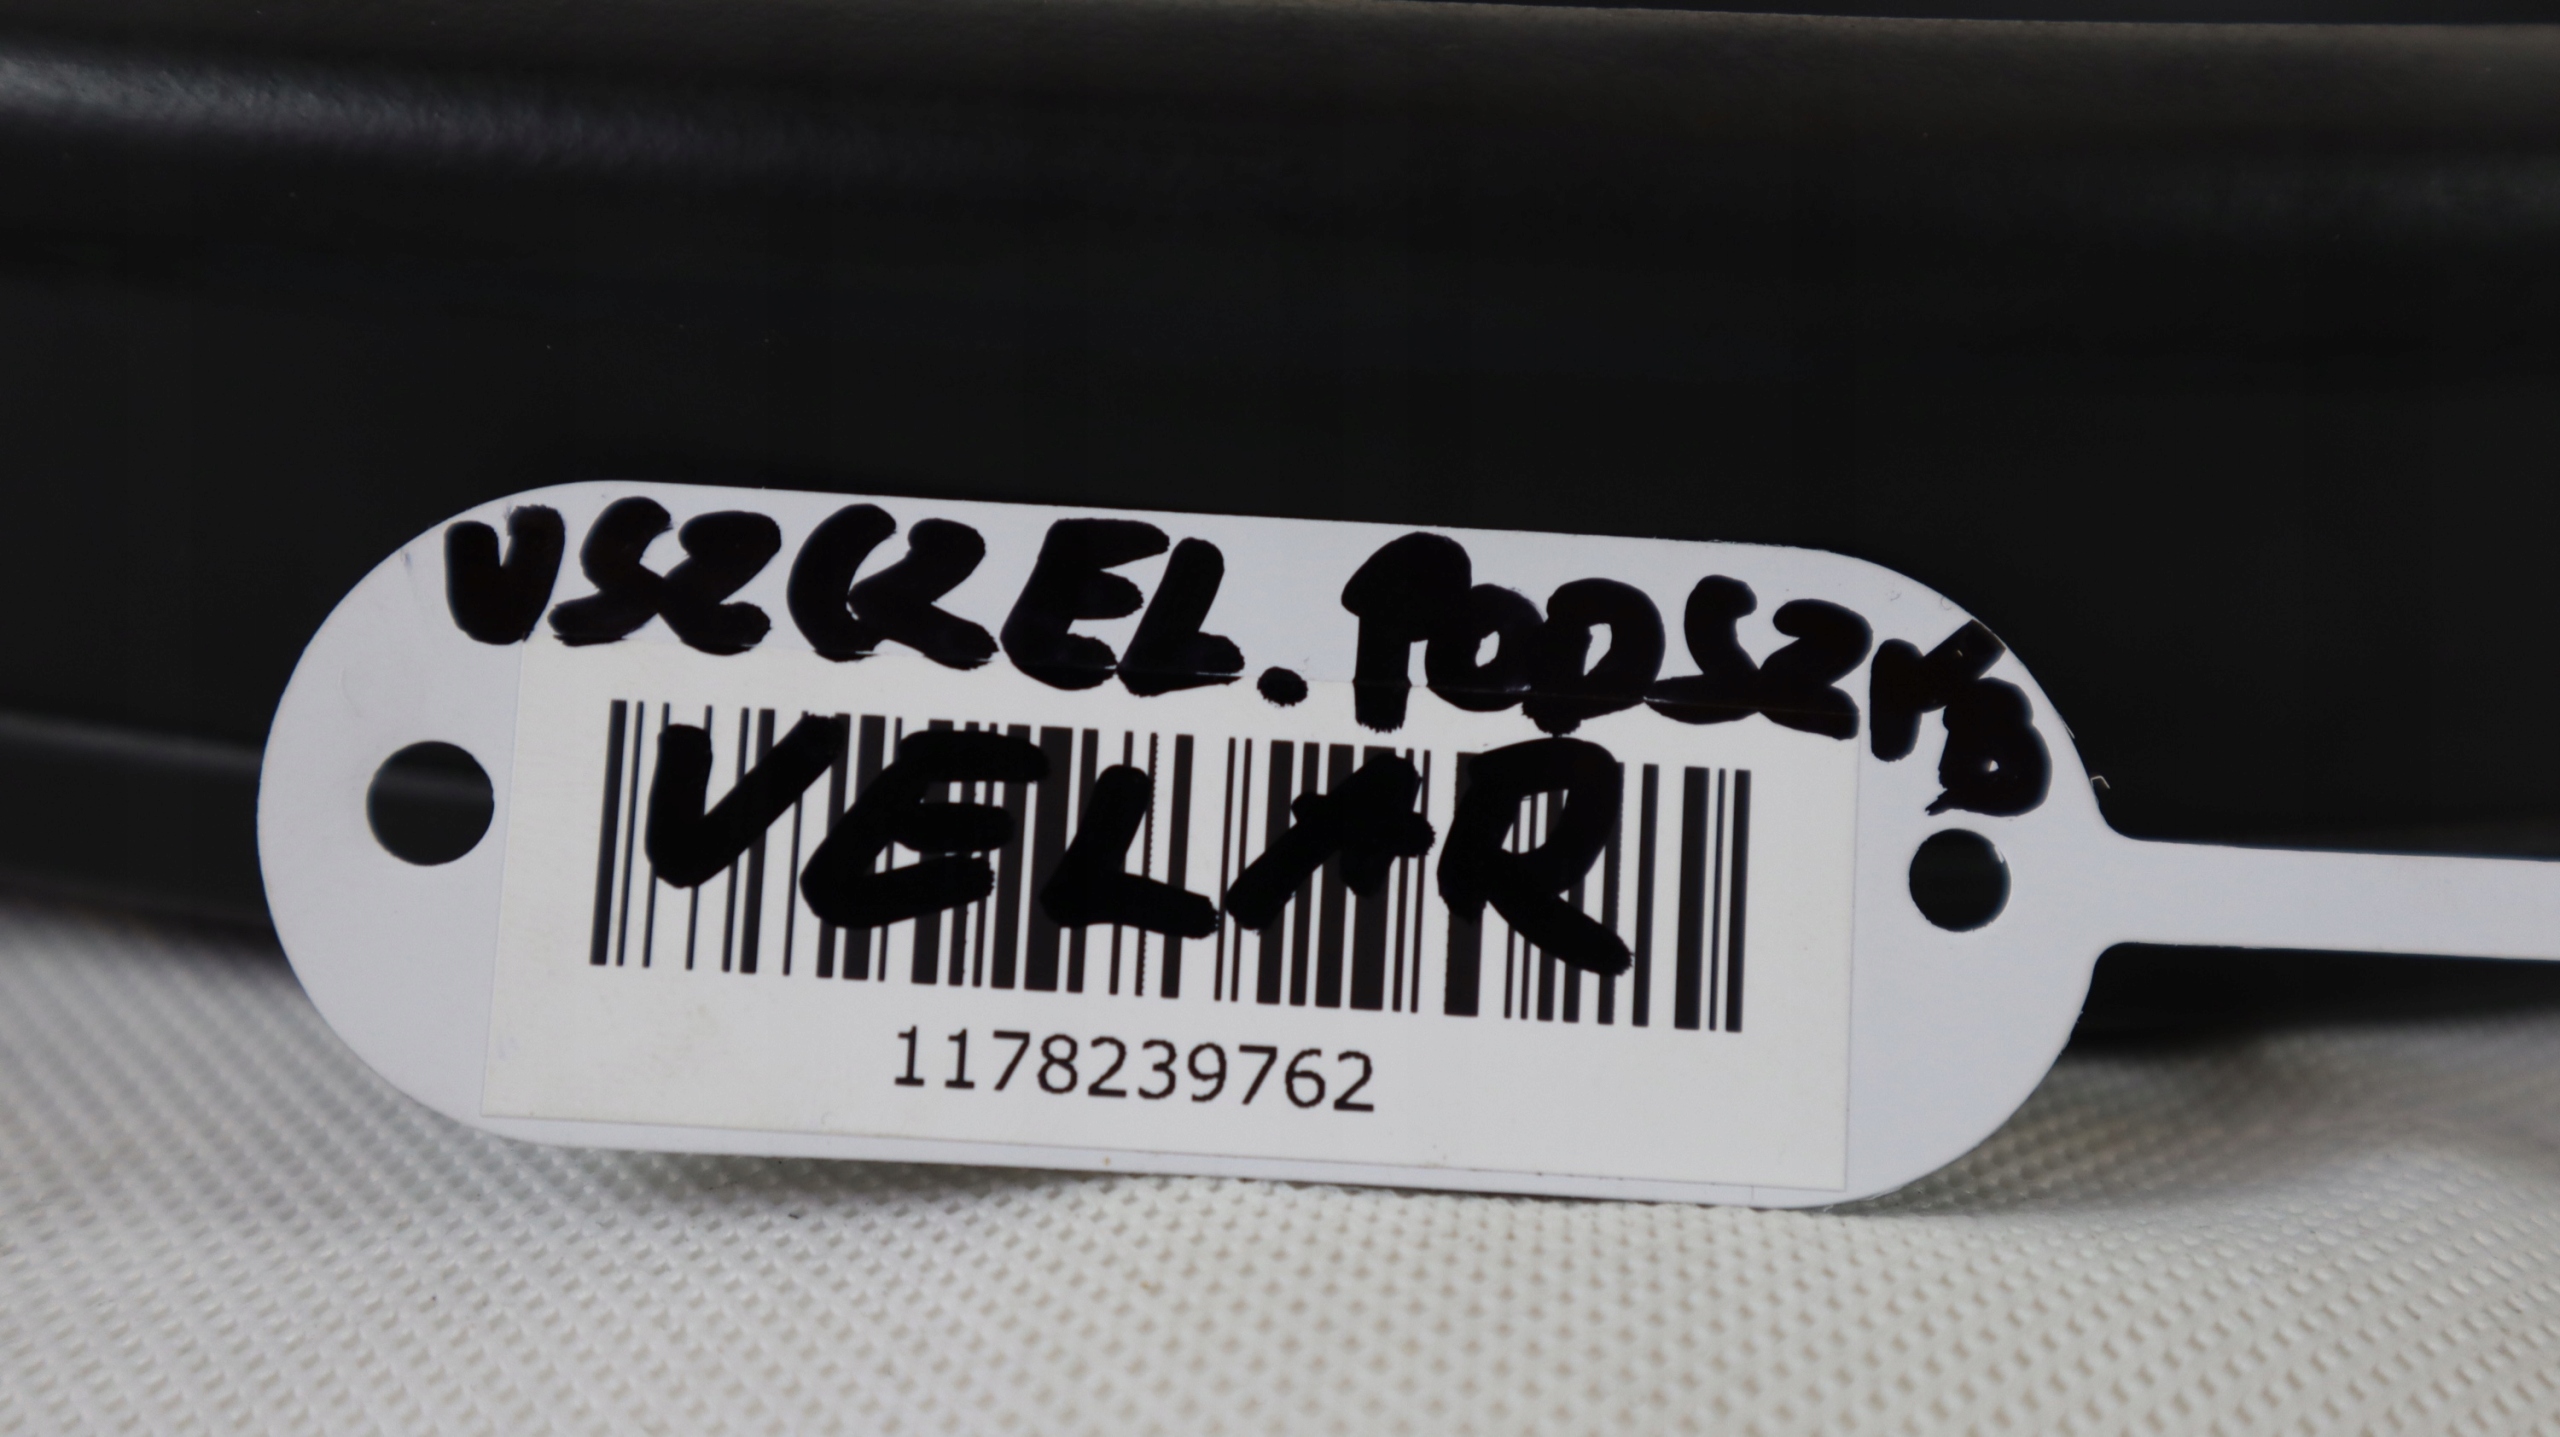 USZCZEL. PODSZYB
VELAR
1178239762